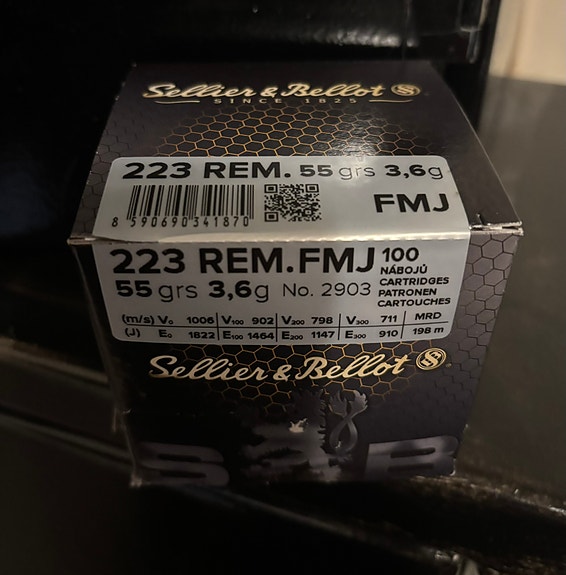 Sellier & Bellot
SINCE 1825
223 REM. 55 grs 3,6g
8 590690 341870
FMJ
223 REM. FMJ 100
NÁBOJŮ
CARTRIDGES
PATRONEN
CARTOUCHES
55 grs 3,6g No. 2903
(m/s) V₀ 1006 V₁₀₀ 902 V₂₀₀ 798 V₃₀₀ 711 MRD
(J) E₀ 1822 E₁₀₀ 1464 E₂₀₀ 1147 E₃₀₀ 910 198 m
Sellier & Bellot
S B